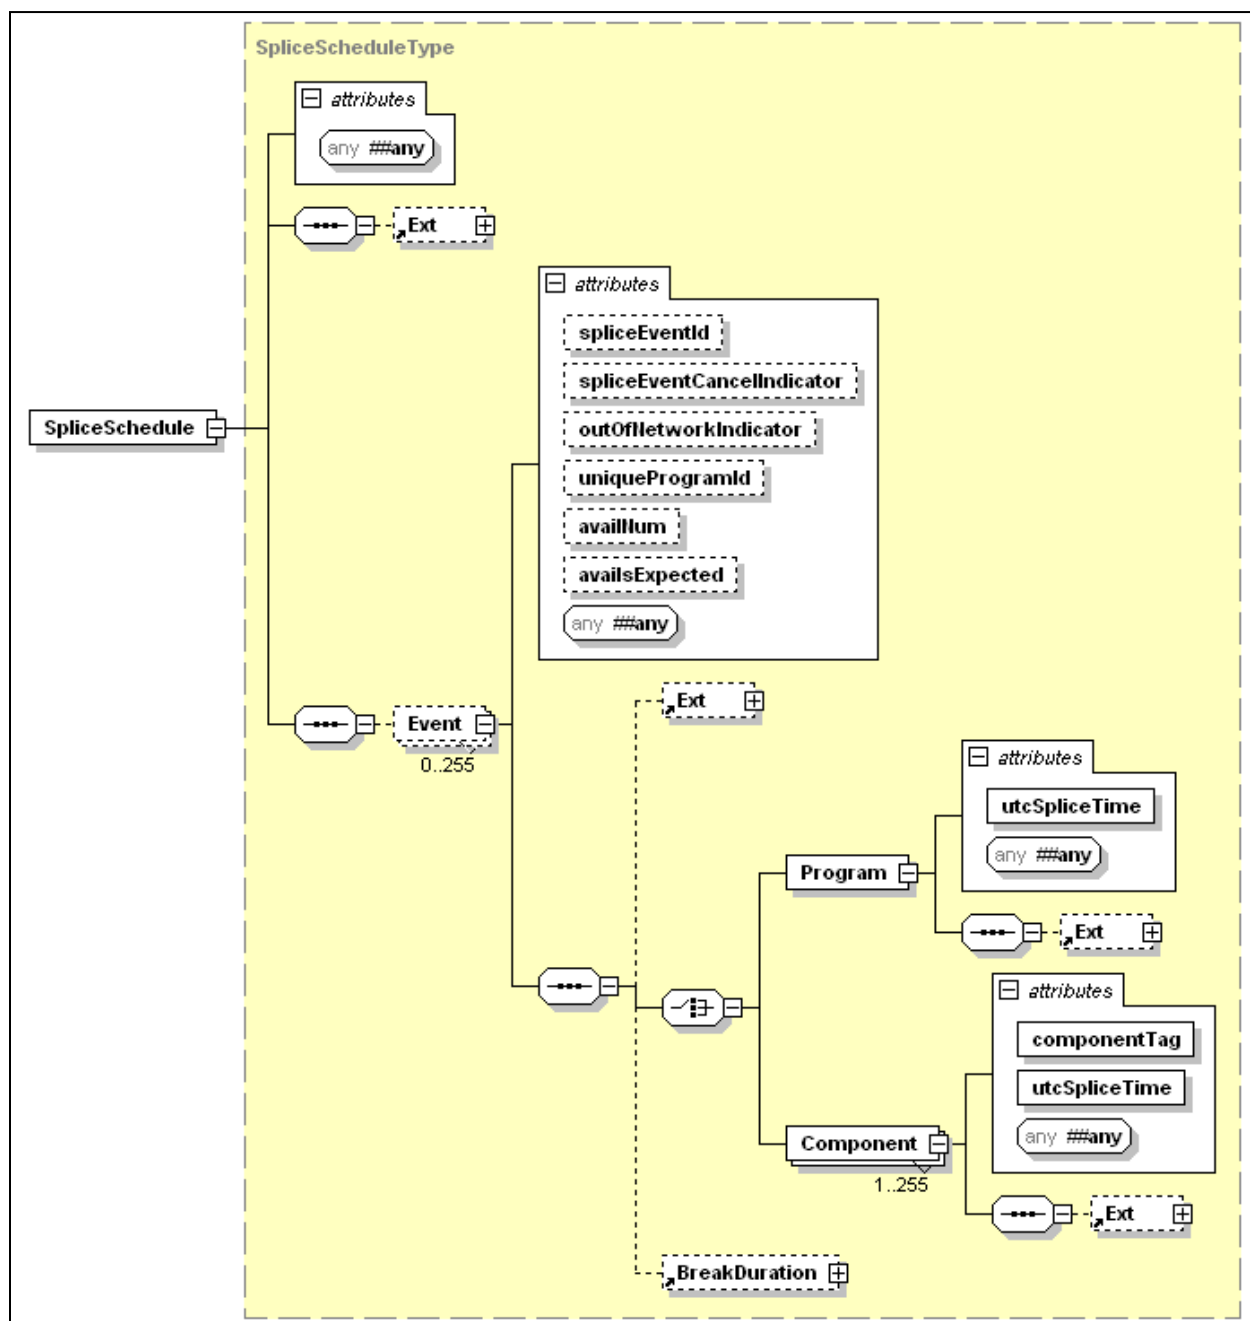 SpliceScheduleType
attributes
any ##any
Ext
attributes
spliceEventId
spliceEventCancelIndicator
outOfNetworkIndicator
uniqueProgramId
availNum
availsExpected
any ##any
SpliceSchedule
Event
0..255
Ext
attributes
utcSpliceTime
any ##any
Program
Ext
attributes
componentTag
utcSpliceTime
any ##any
Component
1..255
Ext
BreakDuration